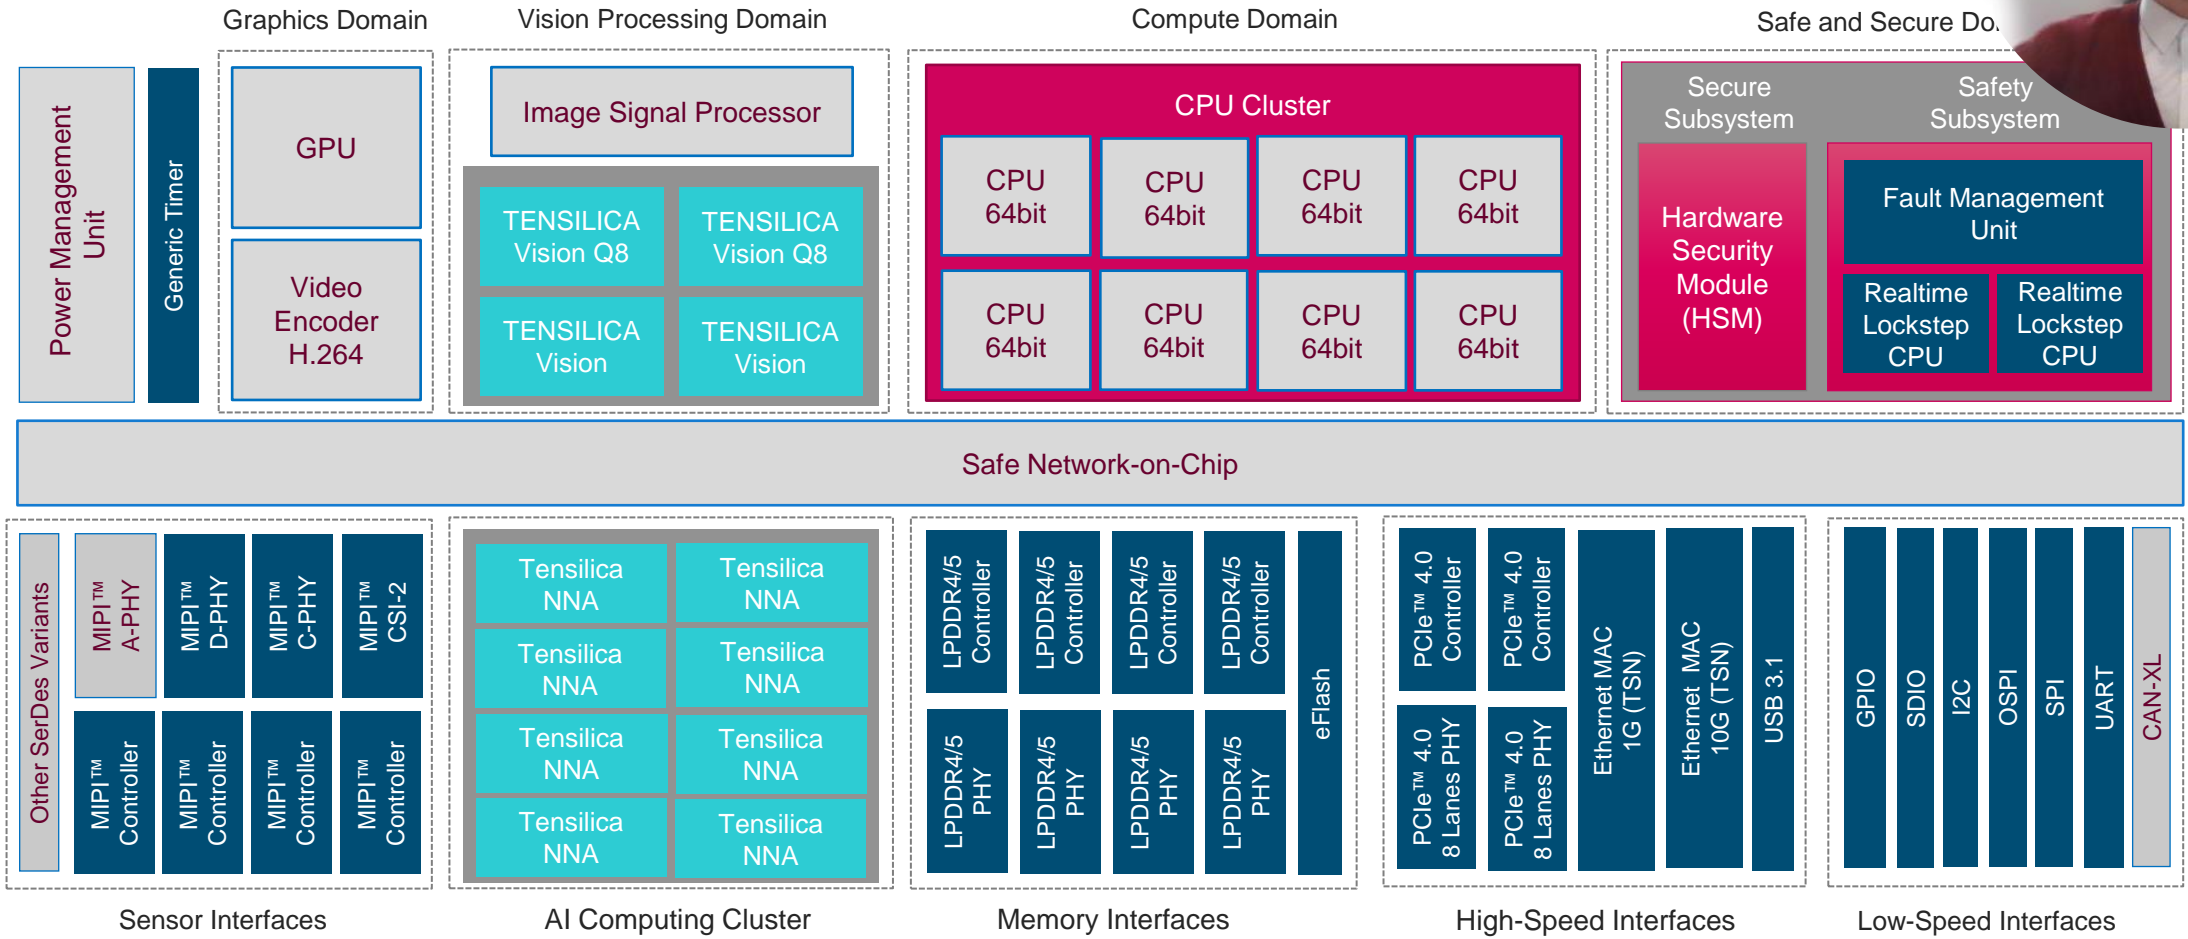 Graphics Domain
Vision Processing Domain
Compute Domain
Safe and Secure
Power Management
Unit
Generic Timer
GPU
Video
Encoder
H.264
Image Signal Processor
TENSILICA
Vision Q8
TENSILICA
Vision Q8
TENSILICA
Vision
TENSILICA
Vision
CPU Cluster
CPU
64bit
CPU
64bit
CPU
64bit
CPU
64bit
CPU
64bit
CPU
64bit
CPU
64bit
CPU
64bit
Secure
Subsystem
Hardware
Security
Module
(HSM)
Safety
Subsystem
Fault Management
Unit
Realtime
Lockstep
CPU
Realtime
Lockstep
CPU
Safe Network-on-Chip
Other SerDes Variants
MIPI™
A-PHY
MIPI™
D-PHY
MIPI™
C-PHY
MIPI™
CSI-2
MIPI™
Controller
MIPI™
Controller
MIPI™
Controller
MIPI™
Controller
Tensilica
NNA
Tensilica
NNA
Tensilica
NNA
Tensilica
NNA
Tensilica
NNA
Tensilica
NNA
Tensilica
NNA
Tensilica
NNA
LPDDR4/5
Controller
LPDDR4/5
Controller
LPDDR4/5
Controller
LPDDR4/5
Controller
LPDDR4/5
PHY
LPDDR4/5
PHY
LPDDR4/5
PHY
LPDDR4/5
PHY
eFlash
PCIe™ 4.0
Controller
PCIe™ 4.0
Controller
PCIe™ 4.0
8 Lanes PHY
PCIe™ 4.0
8 Lanes PHY
Ethernet MAC
1G (TSN)
Ethernet MAC
10G (TSN)
USB 3.1
GPIO
SDIO
I2C
OSPI
SPI
UART
CAN-XL
Sensor Interfaces
AI Computing Cluster
Memory Interfaces
High-Speed Interfaces
Low-Speed Interfaces